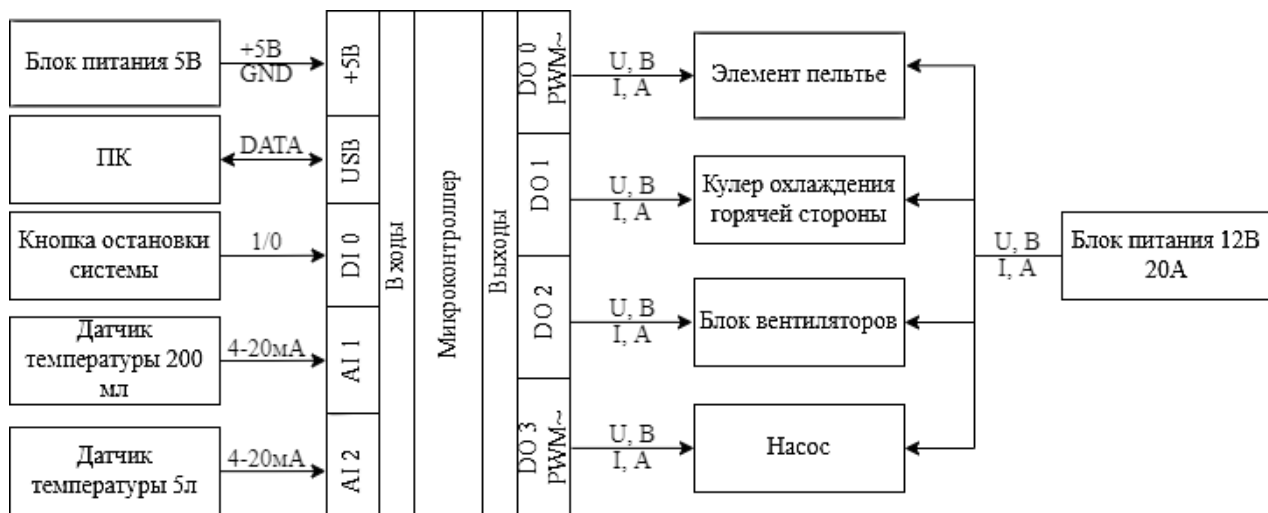 Блок питания 5В
+5В
GND
+5В
ПК
DATA
USB
Кнопка остановки
системы
1/0
DI 0
Датчик
температуры 200
мл
4-20мА
AI 1
Датчик
температуры 5л
4-20мА
AI 2
Входы
Микроконтроллер
Выходы
DO 0
PWM~
U, В
I, А
Элемент пельтье
DO 1
U, В
I, А
Кулер охлаждения
горячей стороны
DO 2
U, В
I, А
Блок вентиляторов
DO 3
PWM~
U, В
I, А
Насос
U, В
I, А
Блок питания 12В
20А